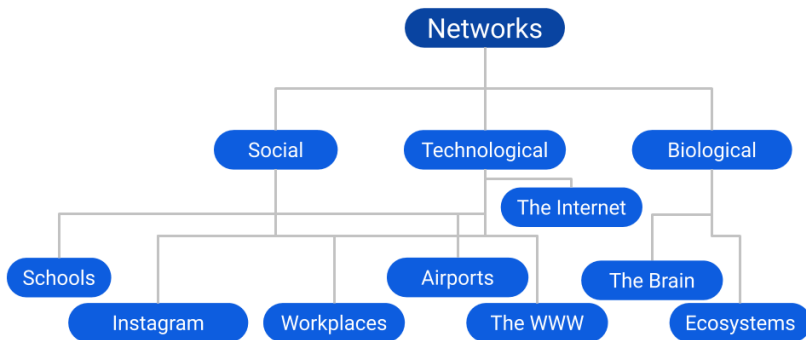 Networks
Social
Technological
Biological
The Internet
Schools
Airports
The Brain
Instagram
Workplaces
The WWW
Ecosystems